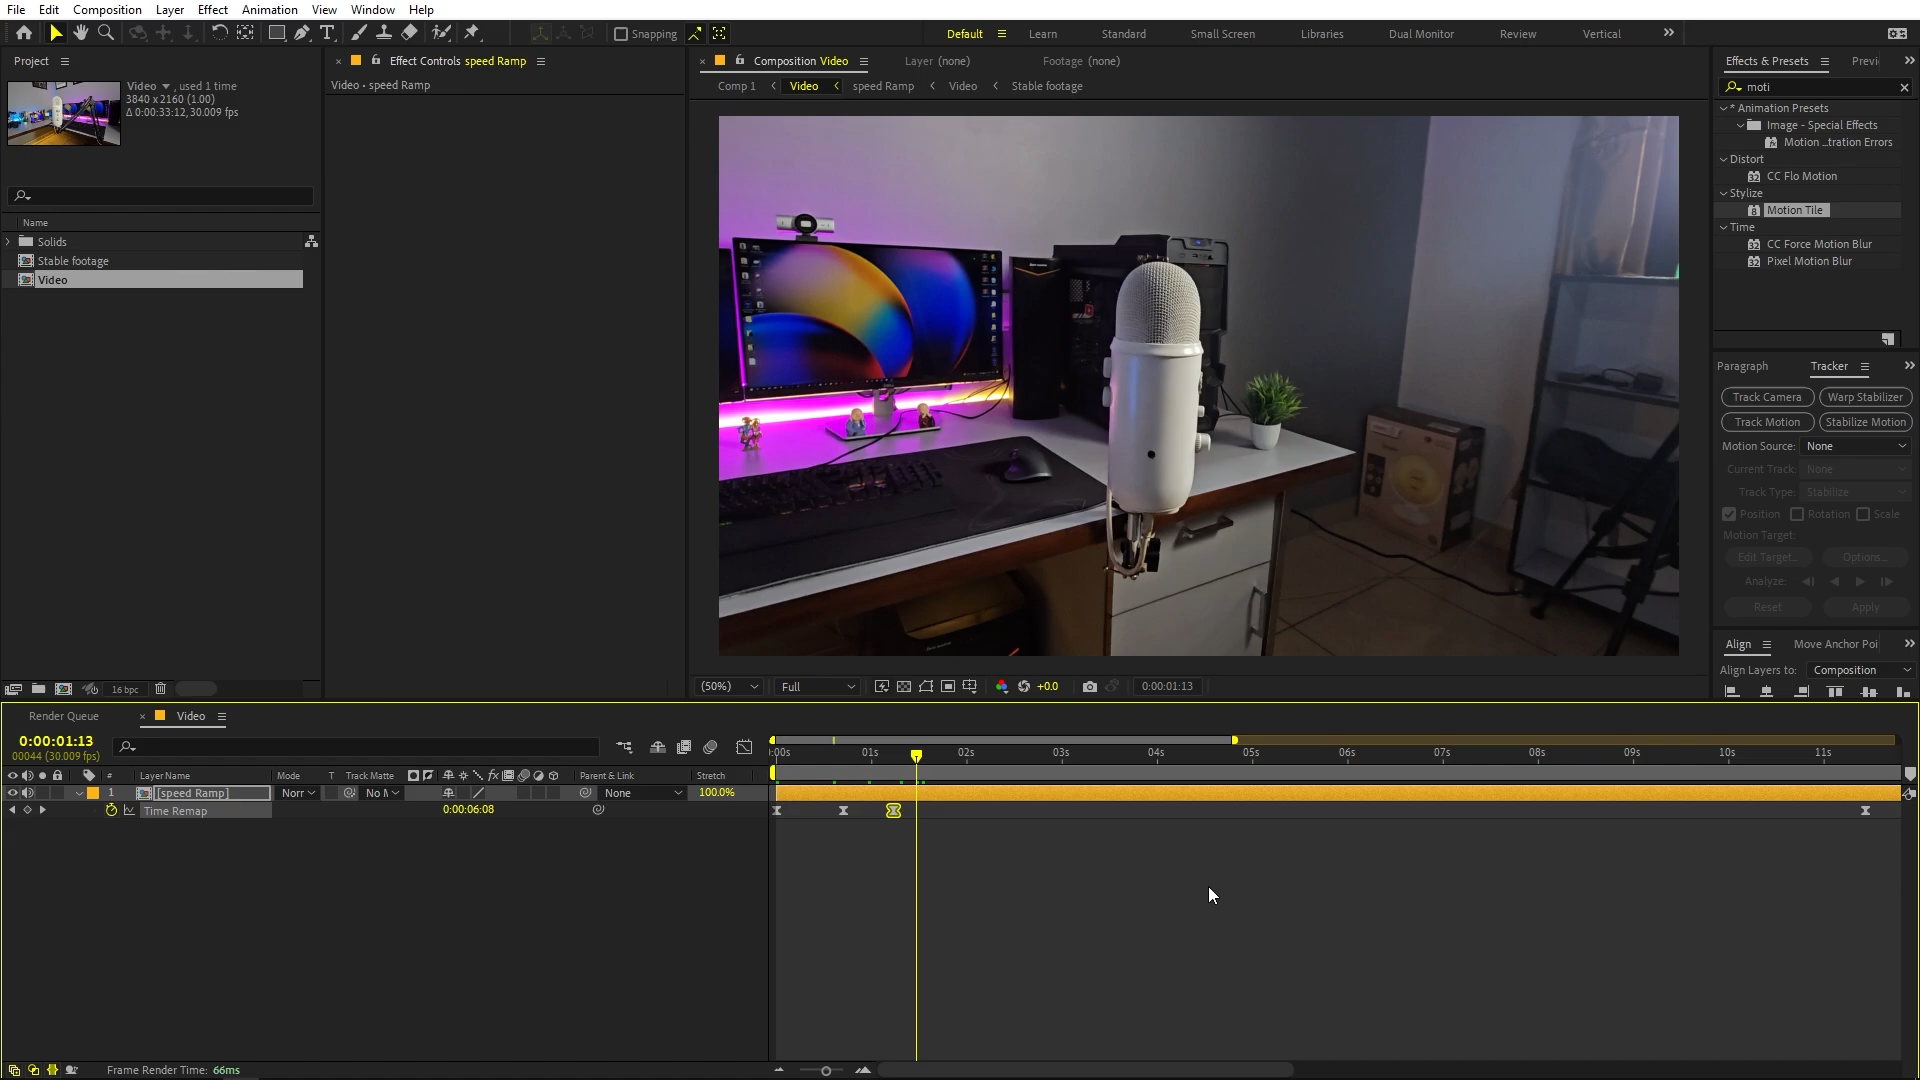 File Edit Composition Layer Effect Animation View Window Help
Snapping
Default Learn Standard Small Screen Libraries Dual Monitor Review Vertical
Project
Video, used 1 time
3840 x 2160 (1.00)
Δ 0:00:33:12, 30.009 fps
Name
Solids
Stable footage
Video
16 bpc
Effect Controls speed Ramp
Video • speed Ramp
Composition Video
Layer (none)
Footage (none)
Comp 1 Video speed Ramp Video Stable footage
(50%) Full +0.0 0:00:01:13
Effects & Presets
Previ
moti
* Animation Presets
Image - Special Effects
Motion ...tration Errors
Distort
CC Flo Motion
Stylize
Motion Tile
Time
CC Force Motion Blur
Pixel Motion Blur
Paragraph Tracker
Track Camera Warp Stabilizer
Track Motion Stabilize Motion
Motion Source: None
Current Track: None
Track Type: Stabilize
Position Rotation Scale
Motion Target:
Edit Target... Options...
Analyze:
Reset Apply
Align Move Anchor Poi
Align Layers to: Composition
Render Queue Video
0:00:01:13
00044 (30.009 fps)
# Layer Name Mode T Track Matte fx Parent & Link Stretch
1 [speed Ramp] Norr No M None 100.0%
Time Remap 0:00:06:08
:00s 01s 02s 03s 04s 05s 06s 07s 08s 09s 10s 11s
Frame Render Time: 66ms